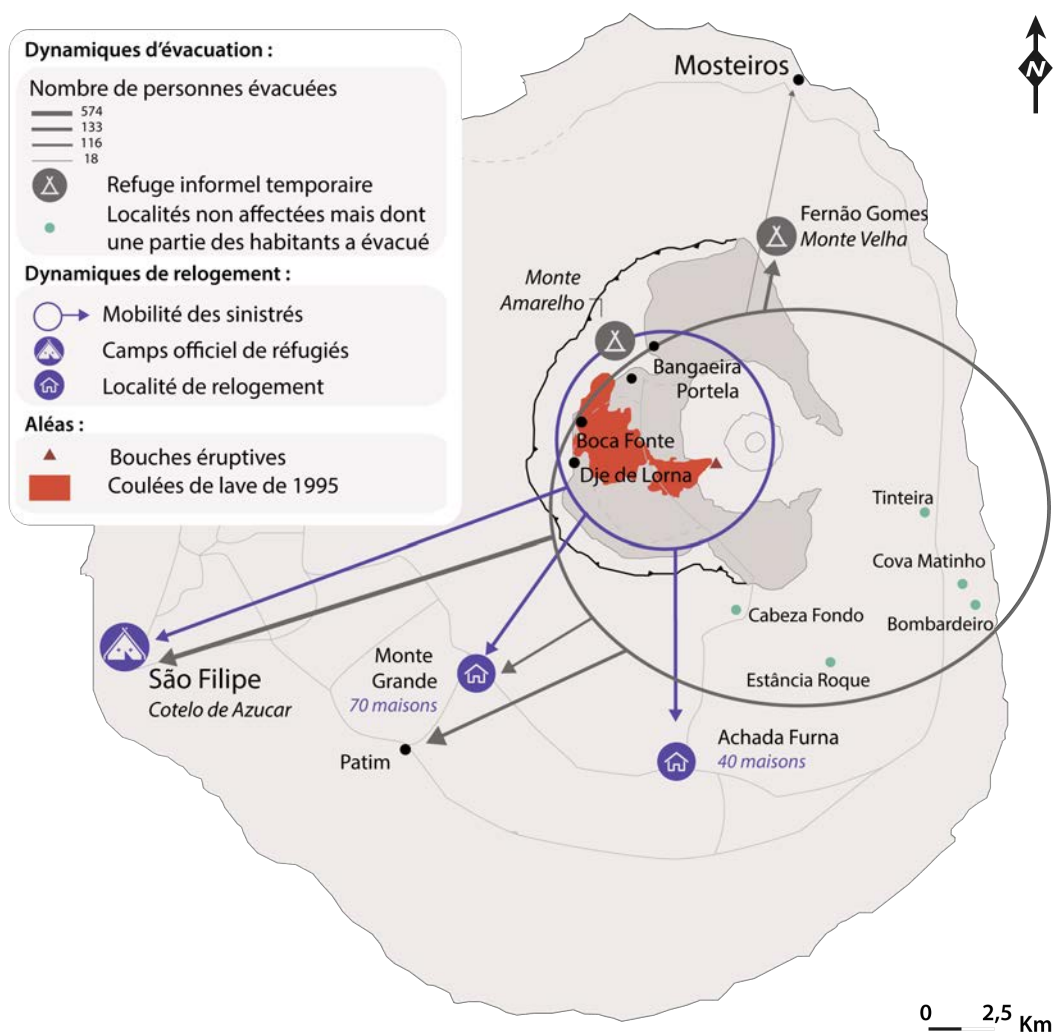 Dynamiques d'évacuation :
Nombre de personnes évacuées
574
133
116
18
Refuge informel temporaire
Localités non affectées mais dont
une partie des habitants a évacué
Dynamiques de relogement :
Mobilité des sinistrés
Camps officiel de réfugiés
Localité de relogement
Aléas :
Bouches éruptives
Coulées de lave de 1995
N
Mosteiros
Fernão Gomes
Monte Velha
Monte
Amarelho
Bangaeira
Portela
Boca Fonte
Dje de Lorna
Tinteira
Cova Matinho
Bombardeiro
Cabeza Fondo
Estância Roque
São Filipe
Cotelo de Azucar
Monte
Grande
70 maisons
Patim
Achada Furna
40 maisons
0 2,5 Km